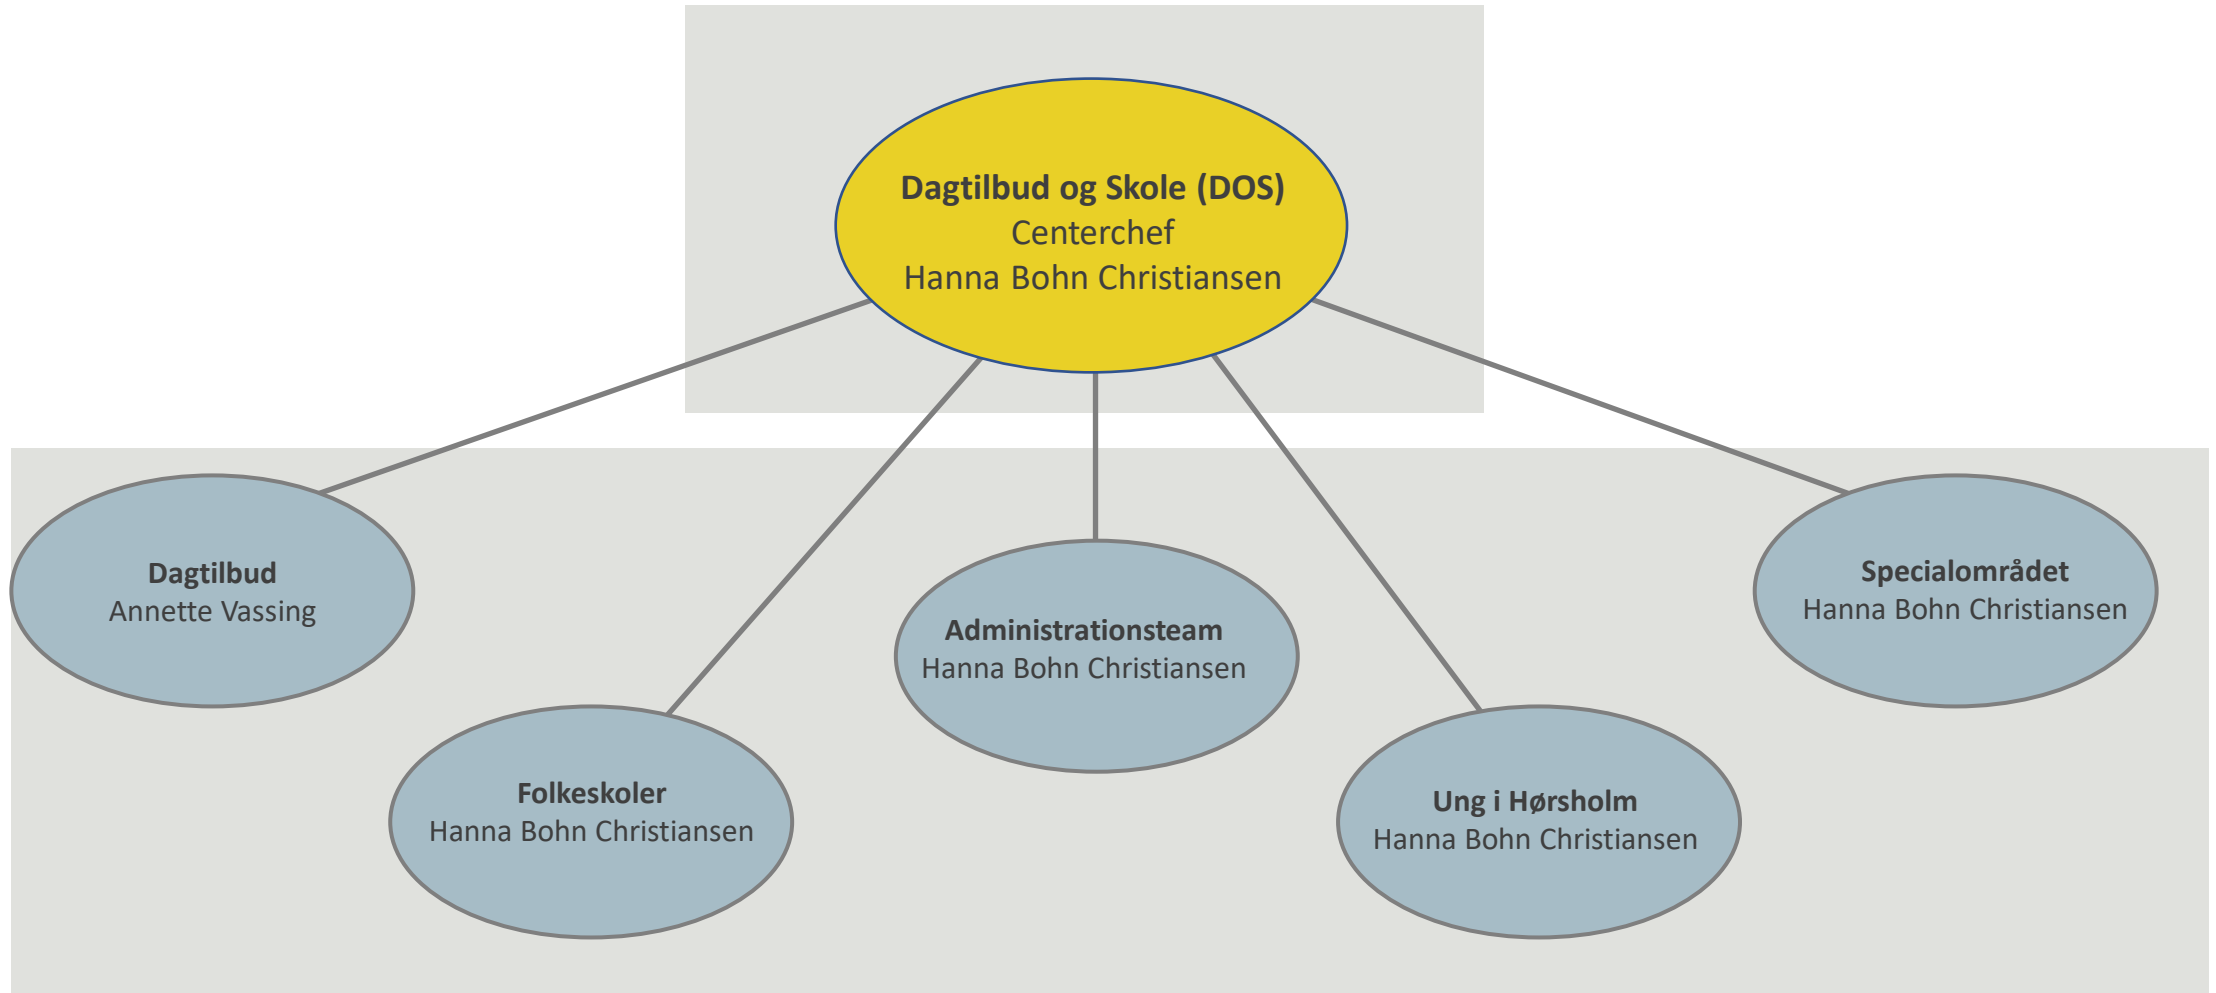 Dagtilbud og Skole (DOS)
Centerchef
Hanna Bohn Christiansen
Dagtilbud
Annette Vassing
Folkeskoler
Hanna Bohn Christiansen
Administrationsteam
Hanna Bohn Christiansen
Ung i Hørsholm
Hanna Bohn Christiansen
Specialområdet
Hanna Bohn Christiansen